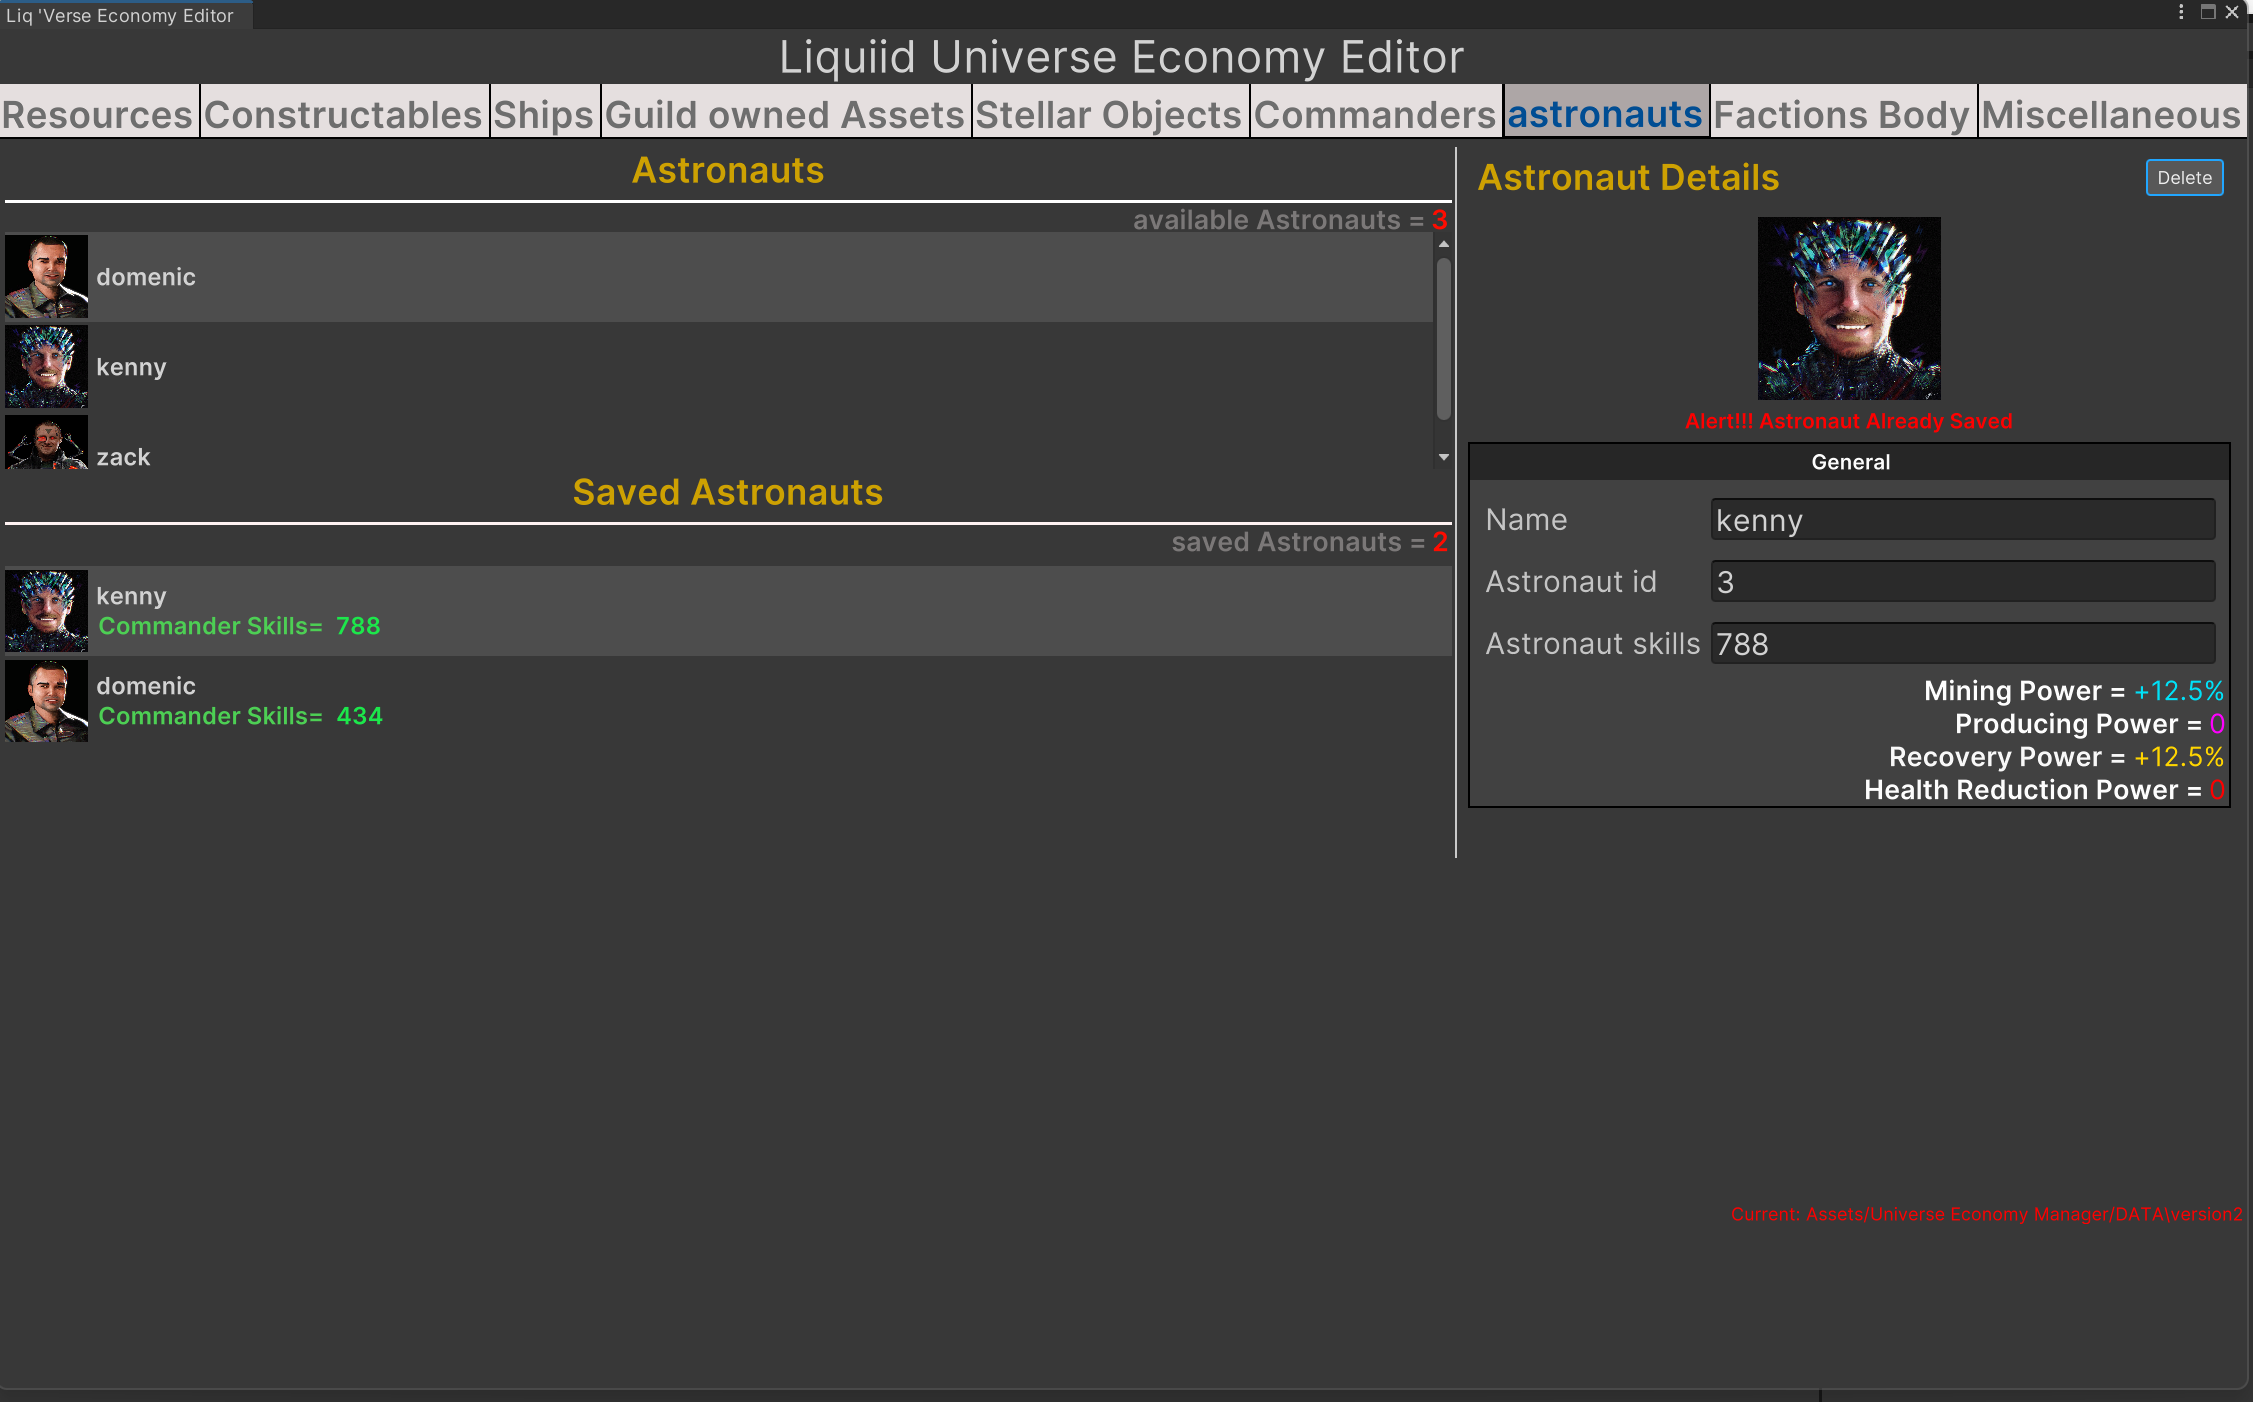 Liq 'Verse Economy Editor
Liquiid Universe Economy Editor
Resources Constructables Ships Guild owned Assets Stellar Objects Commanders astronauts Factions Body Miscellaneous
Astronauts
available Astronauts = 3
domenic
kenny
zack
Saved Astronauts
saved Astronauts = 2
kenny
Commander Skills= 788
domenic
Commander Skills= 434
Astronaut Details
Delete
Alert!!! Astronaut Already Saved
General
Name kenny
Astronaut id 3
Astronaut skills 788
Mining Power = +12.5%
Producing Power = 0
Recovery Power = +12.5%
Health Reduction Power = 0
Current: Assets/Universe Economy Manager/DATA\version2